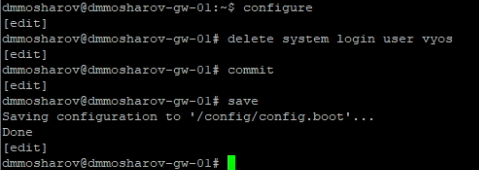 dmmosharov@dmmosharov-gw-01:~$ configure
[edit]
dmmosharov@dmmosharov-gw-01# delete system login user vyos
[edit]
dmmosharov@dmmosharov-gw-01# commit
[edit]
dmmosharov@dmmosharov-gw-01# save
Saving configuration to '/config/config.boot'...
Done
[edit]
dmmosharov@dmmosharov-gw-01#